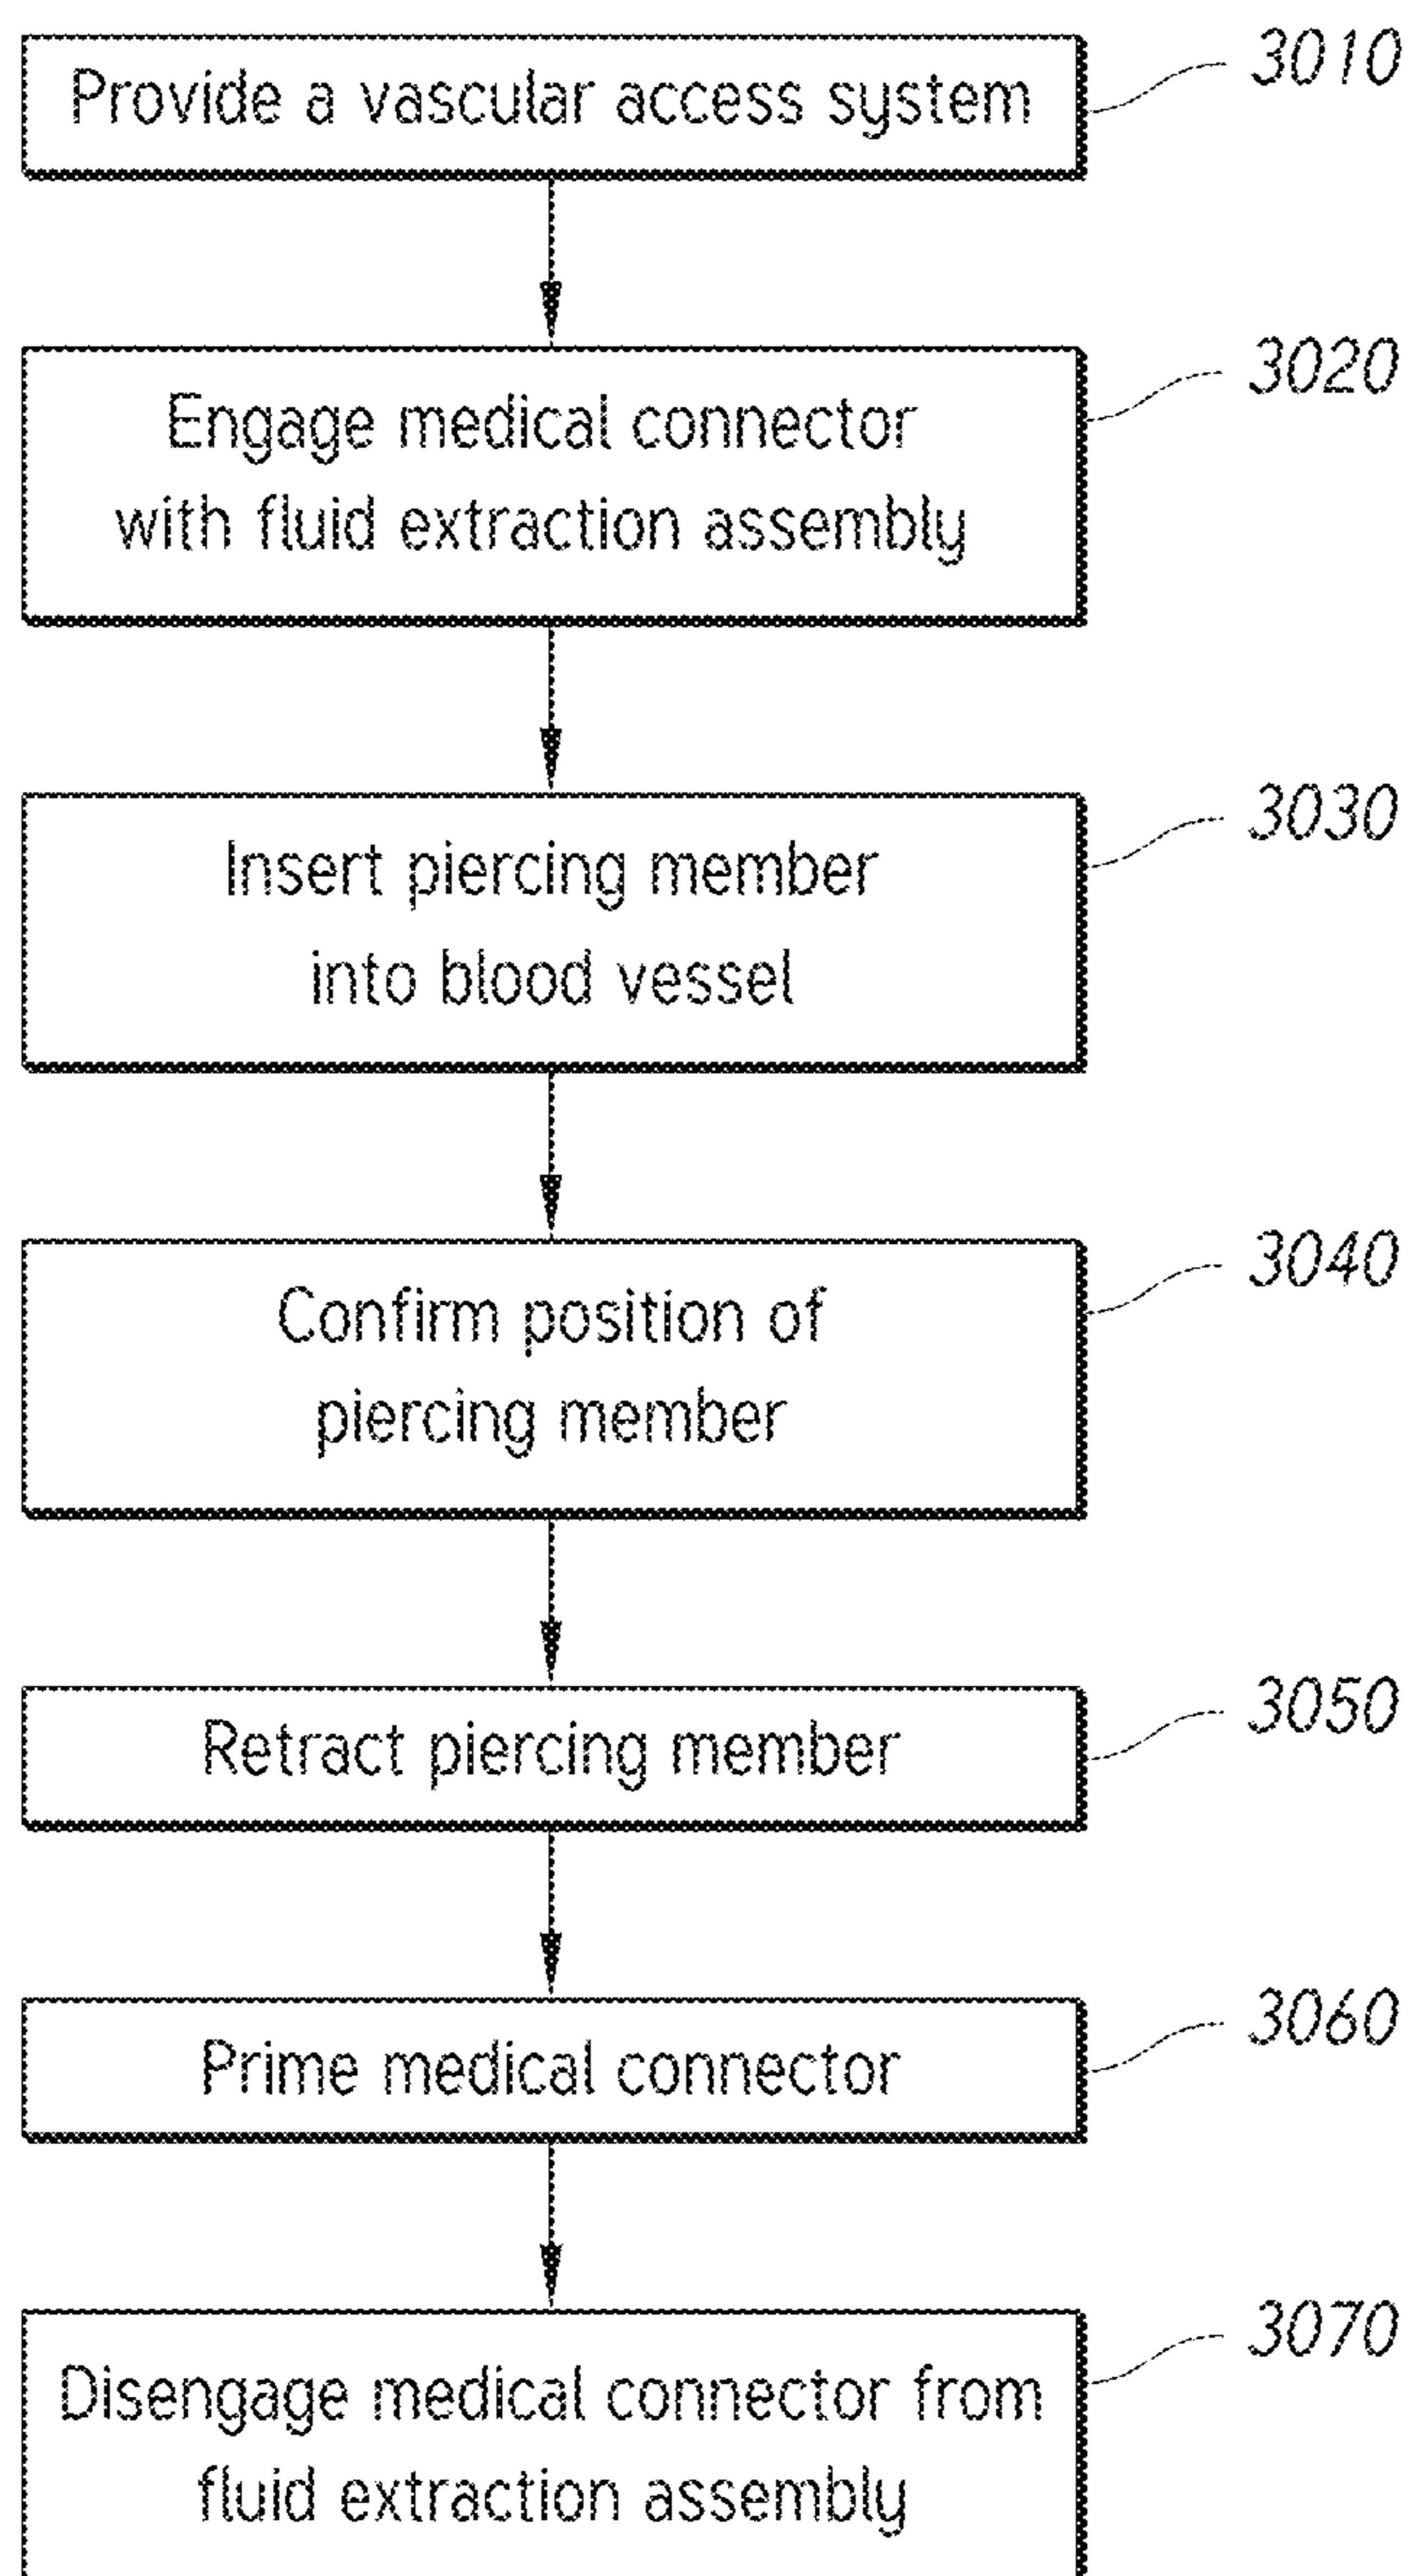 Provide a vascular access system
3010
Engage medical connector
with fluid extraction assembly
3020
Insert piercing member
into blood vessel
3030
Confirm position of
piercing member
3040
Retract piercing member
3050
Prime medical connector
3060
Disengage medical connector from
fluid extraction assembly
3070